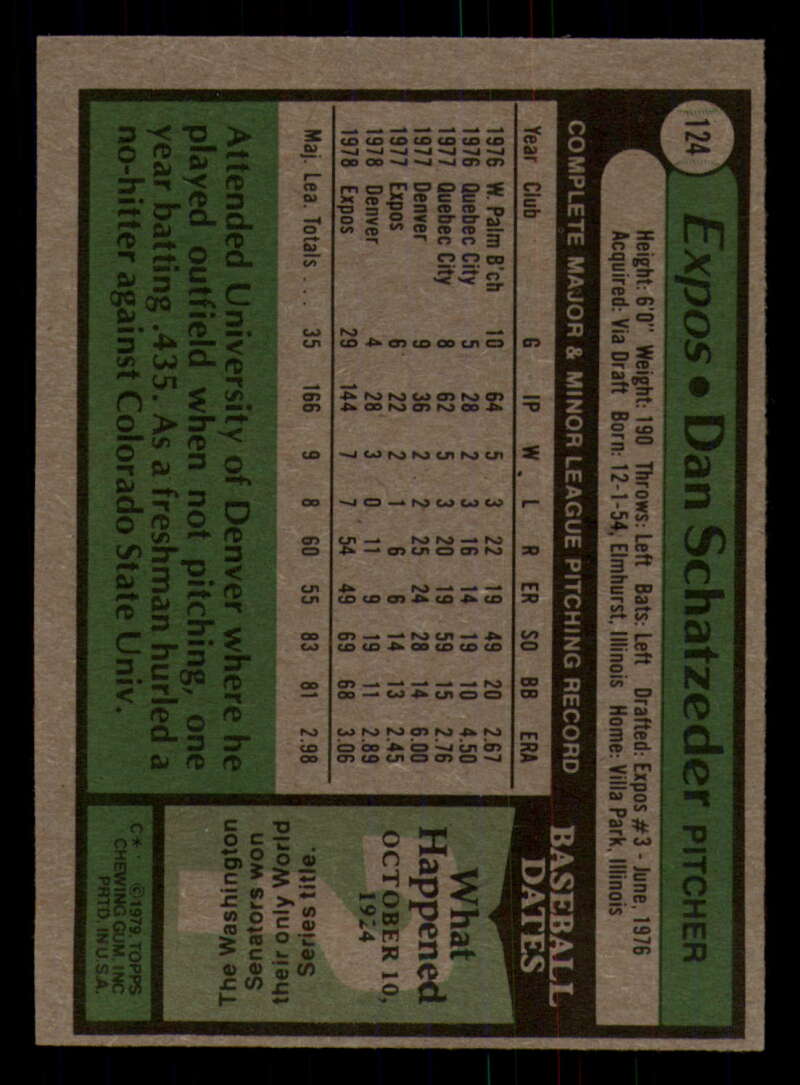 124
Expos • Dan Schatzeder PITCHER
Height: 6'0" Weight: 190 Throws: Left Bats: Left Drafted: Expos #3 - June, 1976
Acquired: Via Draft Born: 12-1-54, Elmhurst, Illinois Home: Villa Park, Illinois
COMPLETE MAJOR & MINOR LEAGUE PITCHING RECORD
Year Club G IP W L R ER SO BB ERA
1976 W. Palm B'ch 10 64 5 3 22 19 49 20 2.67
1976 Quebec City 5 28 2 3 16 14 19 10 4.50
1977 Quebec City 8 62 5 3 20 19 59 15 2.76
1977 Denver 9 36 2 2 25 24 28 14 6.00
1977 Expos 6 22 2 1 6 6 14 13 2.45
1978 Denver 4 28 3 0 11 9 19 11 2.89
1978 Expos 29 144 7 7 54 49 69 68 3.06
Maj. Lea. Totals . . . 35 166 9 8 60 55 83 81 2.98
Attended University of Denver where he
played outfield when not pitching, one
year batting .435. As a freshman hurled a
no-hitter against Colorado State Univ.
BASEBALL
DATES
What
Happened
OCTOBER 10,
1924
The Washington
Senators won
their only World
Series title.
C* ©1979, TOPPS
CHEWING GUM, INC
PRTD. IN U.S.A.